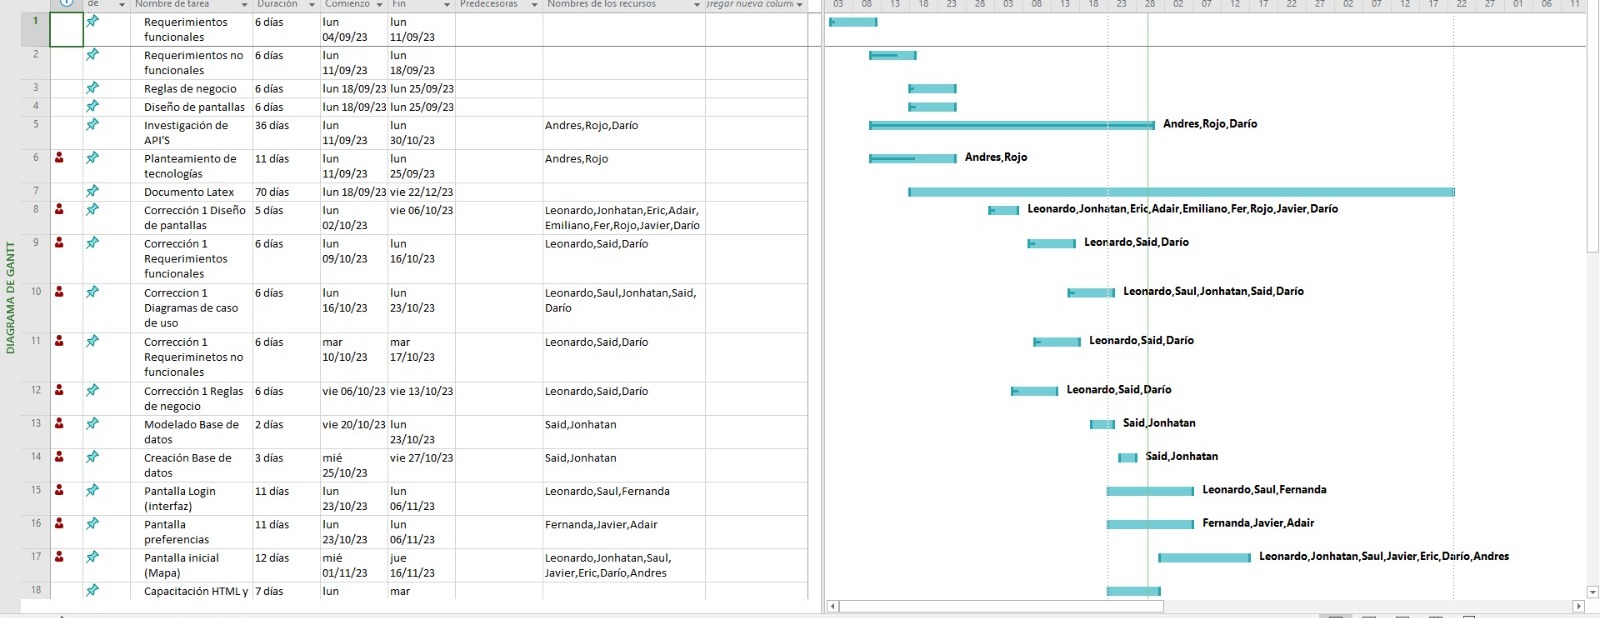 de Nombre de tarea Duración Comienzo Fin Predecesoras Nombres de los recursos
03 08 13 18 23 28 03 08 13 18 23 28 02 07 12 17 22 27 02 07 12 17 22 27 01 06 11
DIAGRAMA DE GANTT
1 Requerimientos 6 días lun lun
funcionales 04/09/23 11/09/23
2 Requerimientos no 6 días lun lun
funcionales 11/09/23 18/09/23
3 Reglas de negocio 6 días lun 18/09/23 lun 25/09/23
4 Diseño de pantallas 6 días lun 18/09/23 lun 25/09/23
5 Investigación de 36 días lun lun Andres,Rojo,Darío Andres,Rojo,Darío
API'S 11/09/23 30/10/23
6 Planteamiento de 11 días lun lun Andres,Rojo Andres,Rojo
tecnologías 11/09/23 25/09/23
7 Documento Latex 70 días lun 18/09/23 vie 22/12/23
8 Corrección 1 Diseño 5 días lun vie 06/10/23 Leonardo,Jonhatan,Eric,Adair, Leonardo,Jonhatan,Eric,Adair,Emiliano,Fer,Rojo,Javier,Darío
de pantallas 02/10/23 Emiliano,Fer,Rojo,Javier,Darío
9 Corrección 1 6 días lun lun Leonardo,Said,Darío Leonardo,Said,Darío
Requerimientos 09/10/23 16/10/23
funcionales
10 Correccion 1 6 días lun lun Leonardo,Saul,Jonhatan,Said, Leonardo,Saul,Jonhatan,Said,Darío
Diagramas de caso 16/10/23 23/10/23 Darío
de uso
11 Corrección 1 6 días mar mar Leonardo,Said,Darío Leonardo,Said,Darío
Requeriminetos no 10/10/23 17/10/23
funcionales
12 Corrección 1 Reglas 6 días vie 06/10/23 vie 13/10/23 Leonardo,Said,Darío Leonardo,Said,Darío
de negocio
13 Modelado Base de 2 días vie 20/10/23 lun Said,Jonhatan Said,Jonhatan
datos 23/10/23
14 Creación Base de 3 días mié vie 27/10/23 Said,Jonhatan Said,Jonhatan
datos 25/10/23
15 Pantalla Login 11 días lun lun Leonardo,Saul,Fernanda Leonardo,Saul,Fernanda
(interfaz) 23/10/23 06/11/23
16 Pantalla 11 días lun lun Fernanda,Javier,Adair Fernanda,Javier,Adair
preferencias 23/10/23 06/11/23
17 Pantalla inicial 12 días mié jue Leonardo,Jonhatan,Saul, Leonardo,Jonhatan,Saul,Javier,Eric,Darío,Andres
(Mapa) 01/11/23 16/11/23 Javier,Eric,Darío,Andres
18 Capacitación HTML y 7 días lun mar